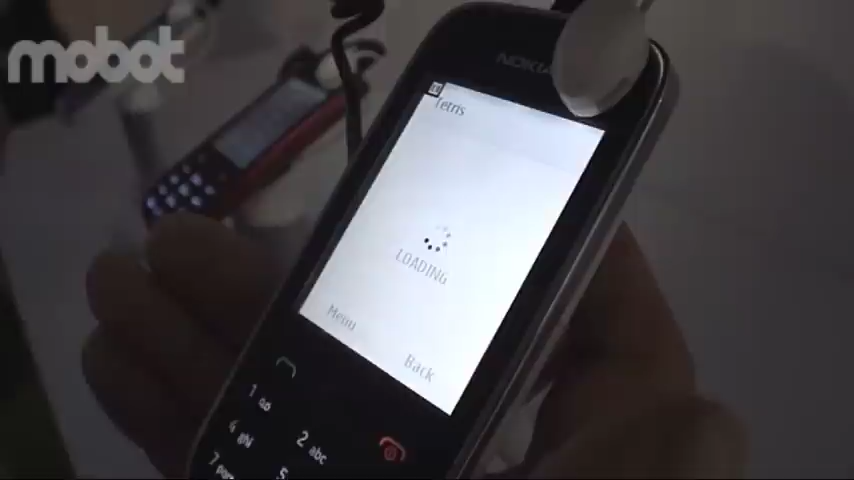 mobot
NOKIA
Tetris
LOADING
Menu
Back
1
2 abc
4 ghi
5
7